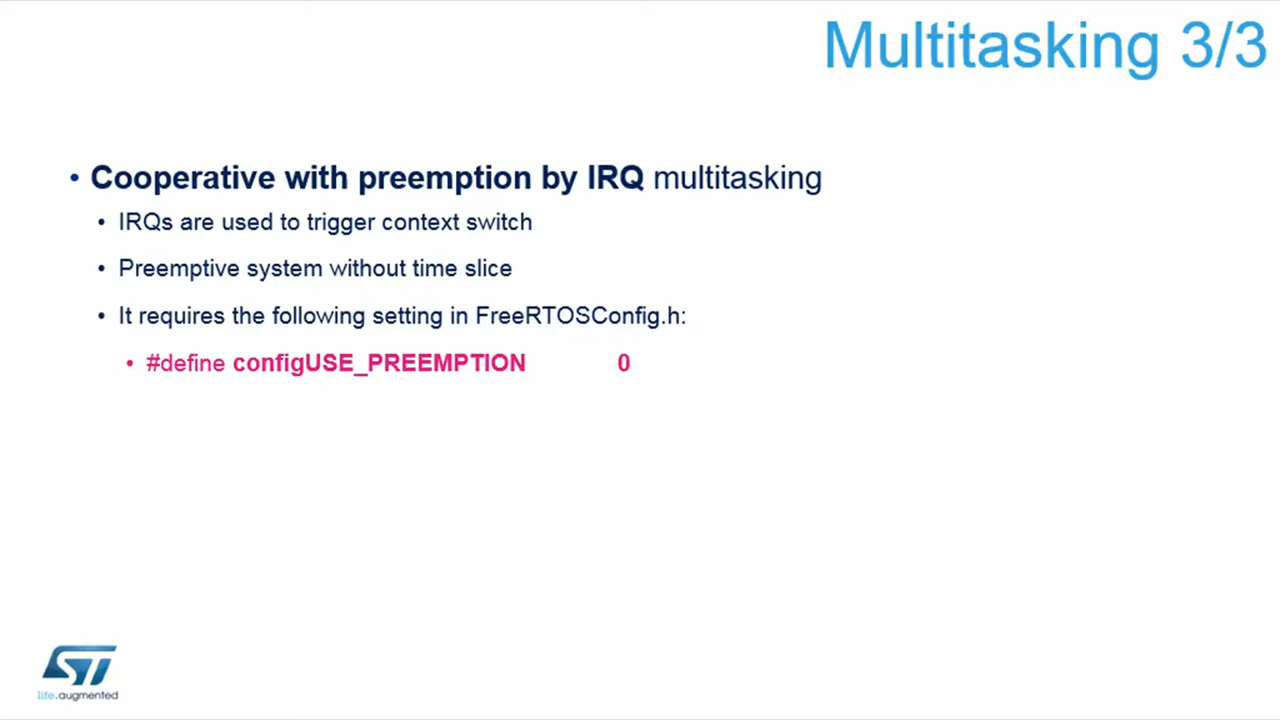 Multitasking 3/3
• Cooperative with preemption by IRQ multitasking
• IRQs are used to trigger context switch
• Preemptive system without time slice
• It requires the following setting in FreeRTOSConfig.h:
• #define configUSE_PREEMPTION 0
ST
life.augmented